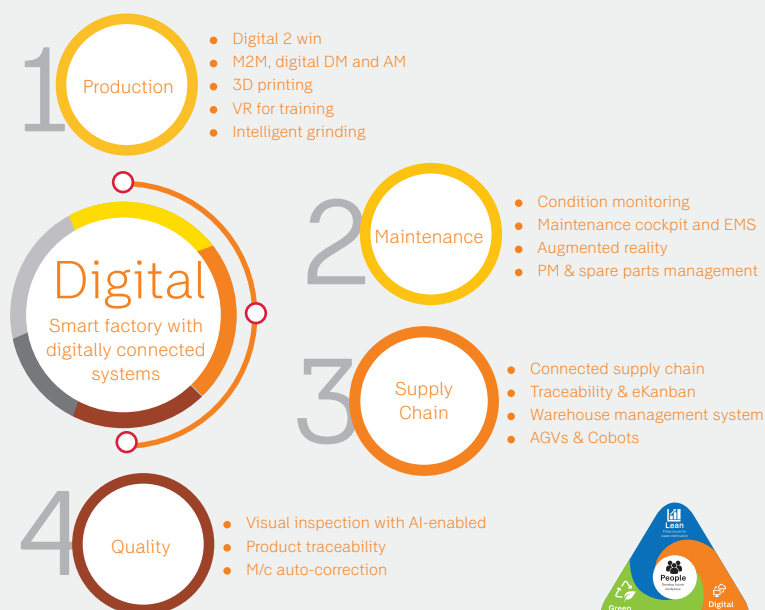 1
Production
Digital 2 win
M2M, digital DM and AM
3D printing
VR for training
Intelligent grinding
Digital
Smart factory with
digitally connected
systems
2
Maintenance
Condition monitoring
Maintenance cockpit and EMS
Augmented reality
PM & spare parts management
3
Supply
Chain
Connected supply chain
Traceability & eKanban
Warehouse management system
AGVs & Cobots
4
Quality
Visual inspection with AI-enabled
Product traceability
M/c auto-correction
Lean
People
Develop future
workplace
Green
Digital